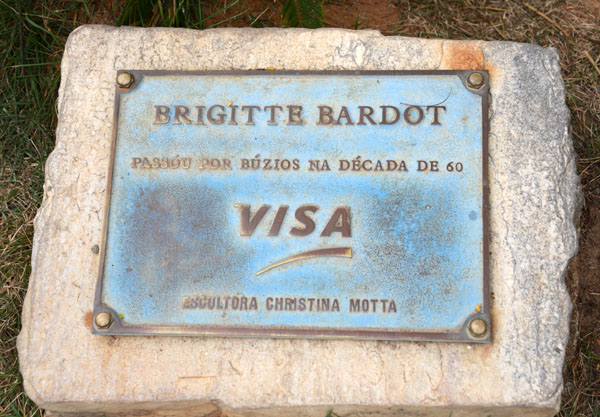 BRIGITTE BARDOT
PASSOU POR BÚZIOS NA DÉCADA DE 60
VISA
ESCULTORA CHRISTINA MOTTA